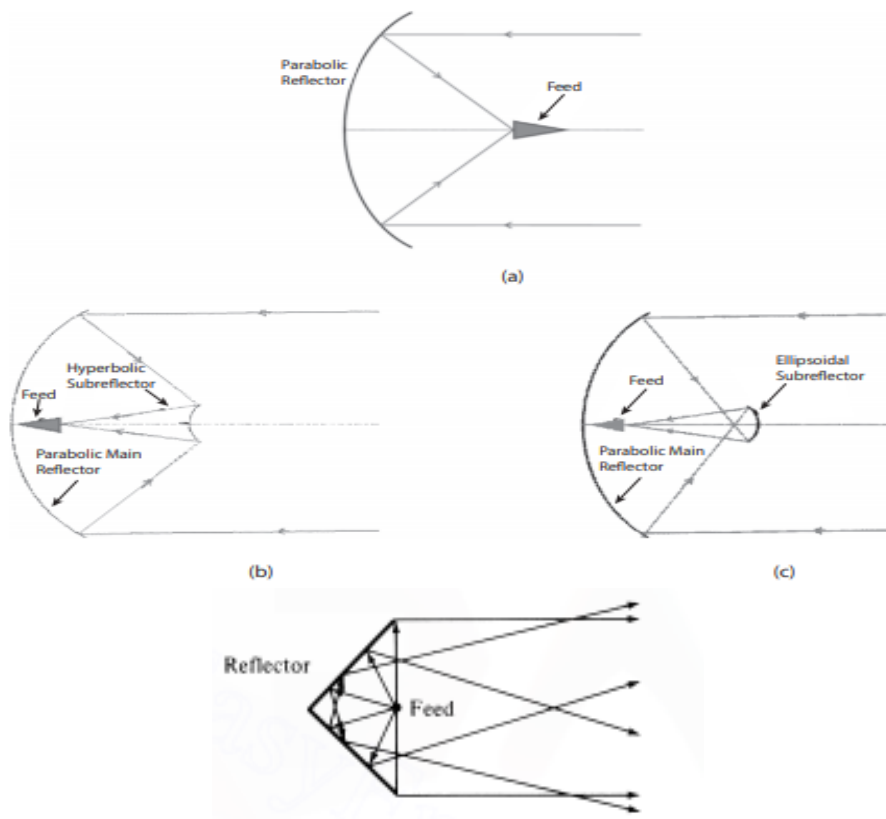 Parabolic
Reflector
Feed
(a)
Hyperbolic
Subreflector
Feed
Parabolic Main
Reflector
(b)
Ellipsoidal
Subreflector
Feed
Parabolic Main
Reflector
(c)
Reflector
Feed